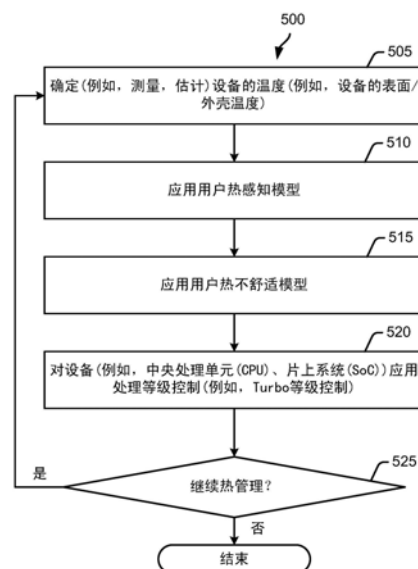 500
505
确定(例如，测量，估计)设备的温度(例如，设备的表面/
外壳温度)
510
应用用户热感知模型
515
应用用户热不舒适模型
520
对设备(例如，中央处理单元(CPU)、片上系统(SoC))应用
处理等级控制(例如，Turbo等级控制)
525
继续热管理?
是
否
结束